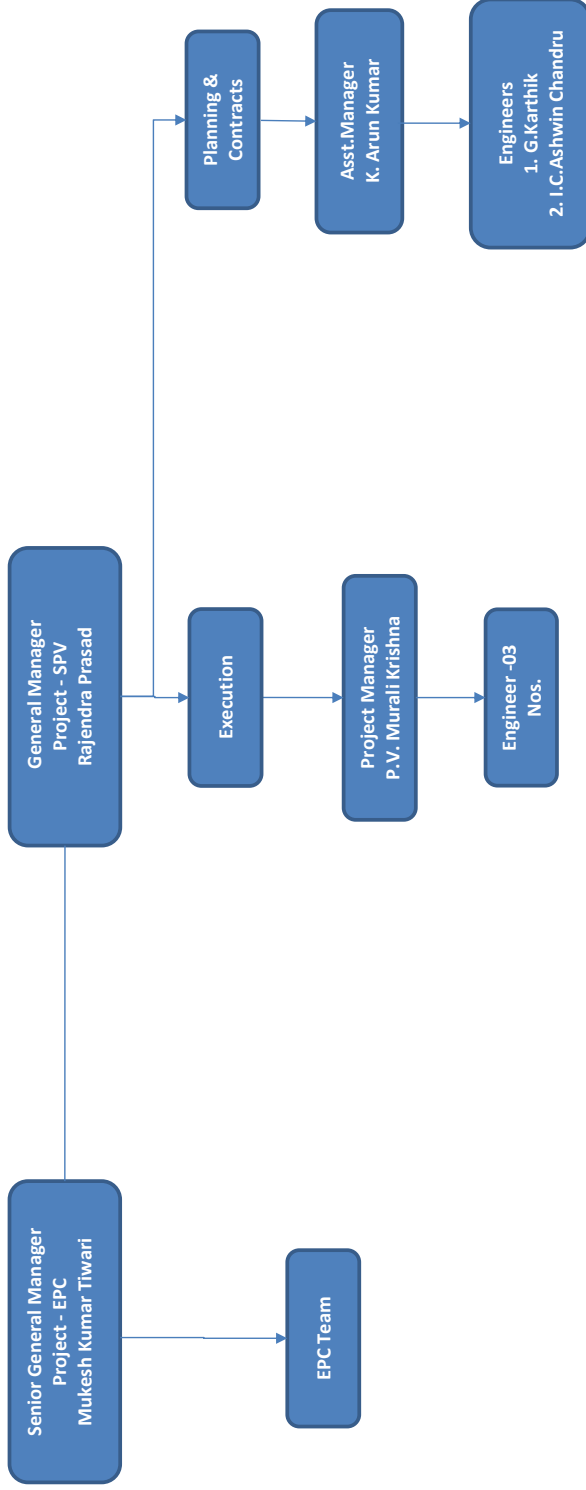 Senior General Manager
Project - EPC
Mukesh Kumar Tiwari
General Manager
Project - SPV
Rajendra Prasad
EPC Team
Execution
Project Manager
P.V. Murali Krishna
Engineer -03
Nos.
Planning &
Contracts
Asst.Manager
K. Arun Kumar
Engineers
1. G.Karthik
2. I.C.Ashwin Chandru